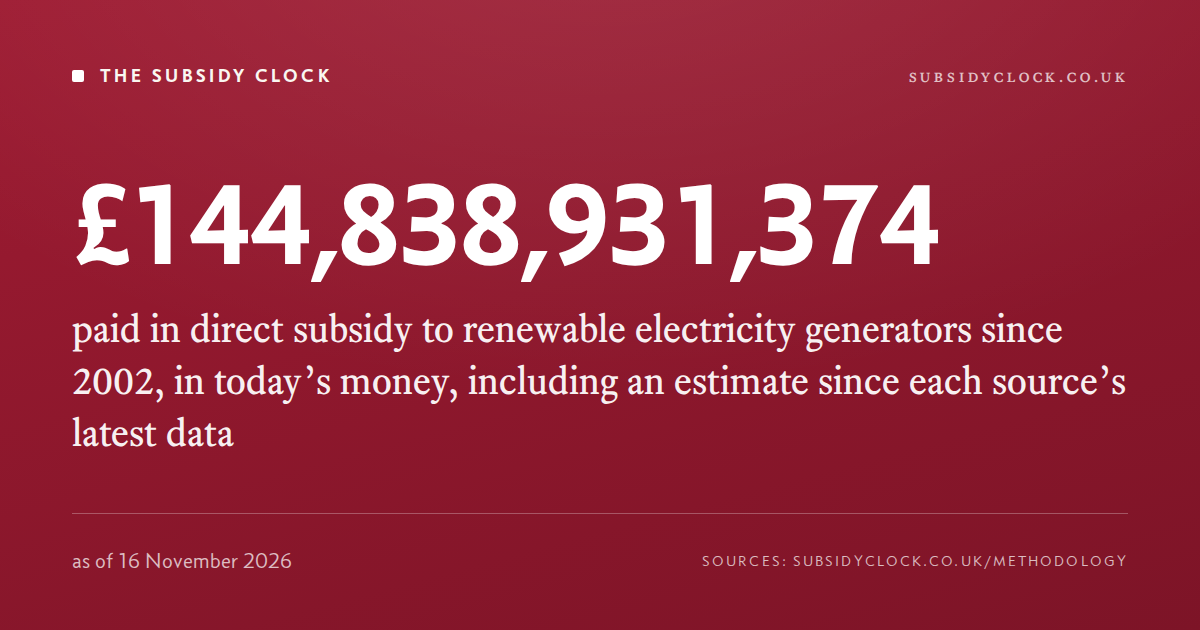 THE SUBSIDY CLOCK
SUBSIDYCLOCK.CO.UK
£144,838,931,374
paid in direct subsidy to renewable electricity generators since
2002, in today’s money, including an estimate since each source’s
latest data
as of 16 November 2026
SOURCES: SUBSIDYCLOCK.CO.UK/METHODOLOGY